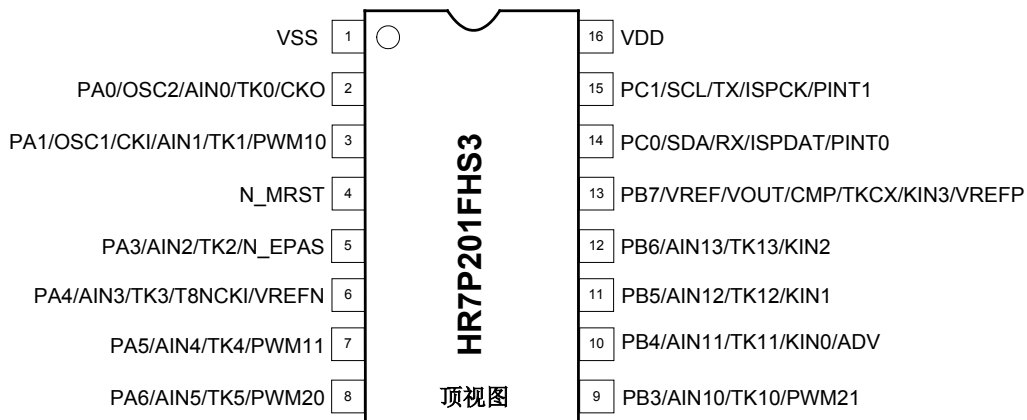 VSS 1 16 VDD
PA0/OSC2/AIN0/TK0/CKO 2 15 PC1/SCL/TX/ISPCK/PINT1
PA1/OSC1/CKI/AIN1/TK1/PWM10 3 14 PC0/SDA/RX/ISPDAT/PINT0
N_MRST 4 13 PB7/VREF/VOUT/CMP/TKCX/KIN3/VREFP
PA3/AIN2/TK2/N_EPAS 5 12 PB6/AIN13/TK13/KIN2
PA4/AIN3/TK3/T8NCKI/VREFN 6 11 PB5/AIN12/TK12/KIN1
PA5/AIN4/TK4/PWM11 7 10 PB4/AIN11/TK11/KIN0/ADV
PA6/AIN5/TK5/PWM20 8 9 PB3/AIN10/TK10/PWM21
HR7P201FHS3
顶视图